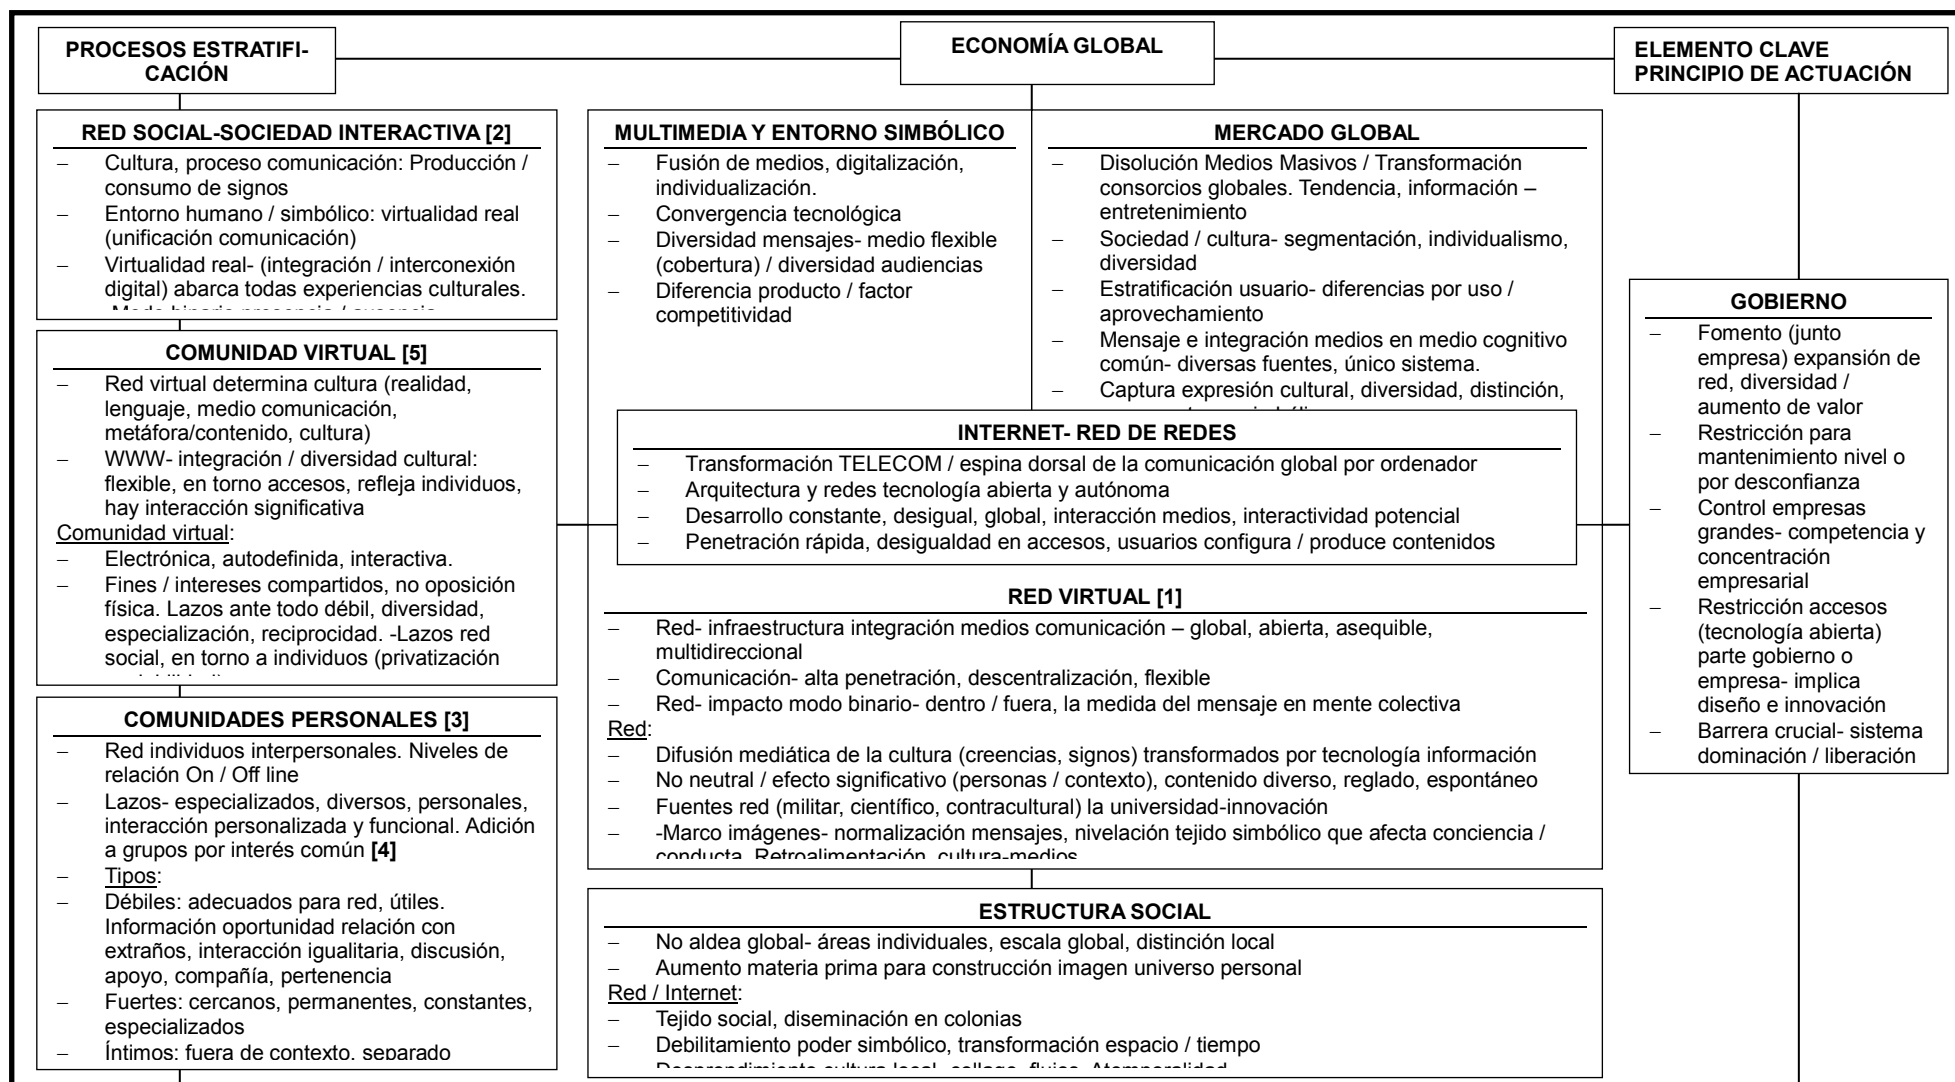 PROCESOS ESTRATIFI-
CACIÓN
ECONOMÍA GLOBAL
ELEMENTO CLAVE
PRINCIPIO DE ACTUACIÓN
RED SOCIAL-SOCIEDAD INTERACTIVA [2]
– Cultura, proceso comunicación: Producción /
consumo de signos
– Entorno humano / simbólico: virtualidad real
(unificación comunicación)
– Virtualidad real- (integración / interconexión
digital) abarca todas experiencias culturales.
COMUNIDAD VIRTUAL [5]
– Red virtual determina cultura (realidad,
lenguaje, medio comunicación,
metáfora/contenido, cultura)
– WWW- integración / diversidad cultural:
flexible, en torno accesos, refleja individuos,
hay interacción significativa
Comunidad virtual:
– Electrónica, autodefinida, interactiva.
– Fines / intereses compartidos, no oposición
física. Lazos ante todo débil, diversidad,
especialización, reciprocidad. -Lazos red
social, en torno a individuos (privatización
COMUNIDADES PERSONALES [3]
– Red individuos interpersonales. Niveles de
relación On / Off line
– Lazos- especializados, diversos, personales,
interacción personalizada y funcional. Adición
a grupos por interés común [4]
– Tipos:
– Débiles: adecuados para red, útiles.
Información oportunidad relación con
extraños, interacción igualitaria, discusión,
apoyo, compañía, pertenencia
– Fuertes: cercanos, permanentes, constantes,
especializados
– Íntimos: fuera de contexto, separado
MULTIMEDIA Y ENTORNO SIMBÓLICO
– Fusión de medios, digitalización,
individualización.
– Convergencia tecnológica
– Diversidad mensajes- medio flexible
(cobertura) / diversidad audiencias
– Diferencia producto / factor
competitividad
MERCADO GLOBAL
– Disolución Medios Masivos / Transformación
consorcios globales. Tendencia, información –
entretenimiento
– Sociedad / cultura- segmentación, individualismo,
diversidad
– Estratificación usuario- diferencias por uso /
aprovechamiento
– Mensaje e integración medios en medio cognitivo
común- diversas fuentes, único sistema.
– Captura expresión cultural, diversidad, distinción,
INTERNET- RED DE REDES
– Transformación TELECOM / espina dorsal de la comunicación global por ordenador
– Arquitectura y redes tecnología abierta y autónoma
– Desarrollo constante, desigual, global, interacción medios, interactividad potencial
– Penetración rápida, desigualdad en accesos, usuarios configura / produce contenidos
RED VIRTUAL [1]
– Red- infraestructura integración medios comunicación – global, abierta, asequible,
multidireccional
– Comunicación- alta penetración, descentralización, flexible
– Red- impacto modo binario- dentro / fuera, la medida del mensaje en mente colectiva
Red:
– Difusión mediática de la cultura (creencias, signos) transformados por tecnología información
– No neutral / efecto significativo (personas / contexto), contenido diverso, reglado, espontáneo
– Fuentes red (militar, científico, contracultural) la universidad-innovación
– -Marco imágenes- normalización mensajes, nivelación tejido simbólico que afecta conciencia /
conducta. Retroalimentación, cultura-medios
ESTRUCTURA SOCIAL
– No aldea global- áreas individuales, escala global, distinción local
– Aumento materia prima para construcción imagen universo personal
Red / Internet:
– Tejido social, diseminación en colonias
– Debilitamiento poder simbólico, transformación espacio / tiempo
GOBIERNO
– Fomento (junto
empresa) expansión de
red, diversidad /
aumento de valor
– Restricción para
mantenimiento nivel o
por desconfianza
– Control empresas
grandes- competencia y
concentración
empresarial
– Restricción accesos
(tecnología abierta)
parte gobierno o
empresa- implica
diseño e innovación
– Barrera crucial- sistema
dominación / liberación